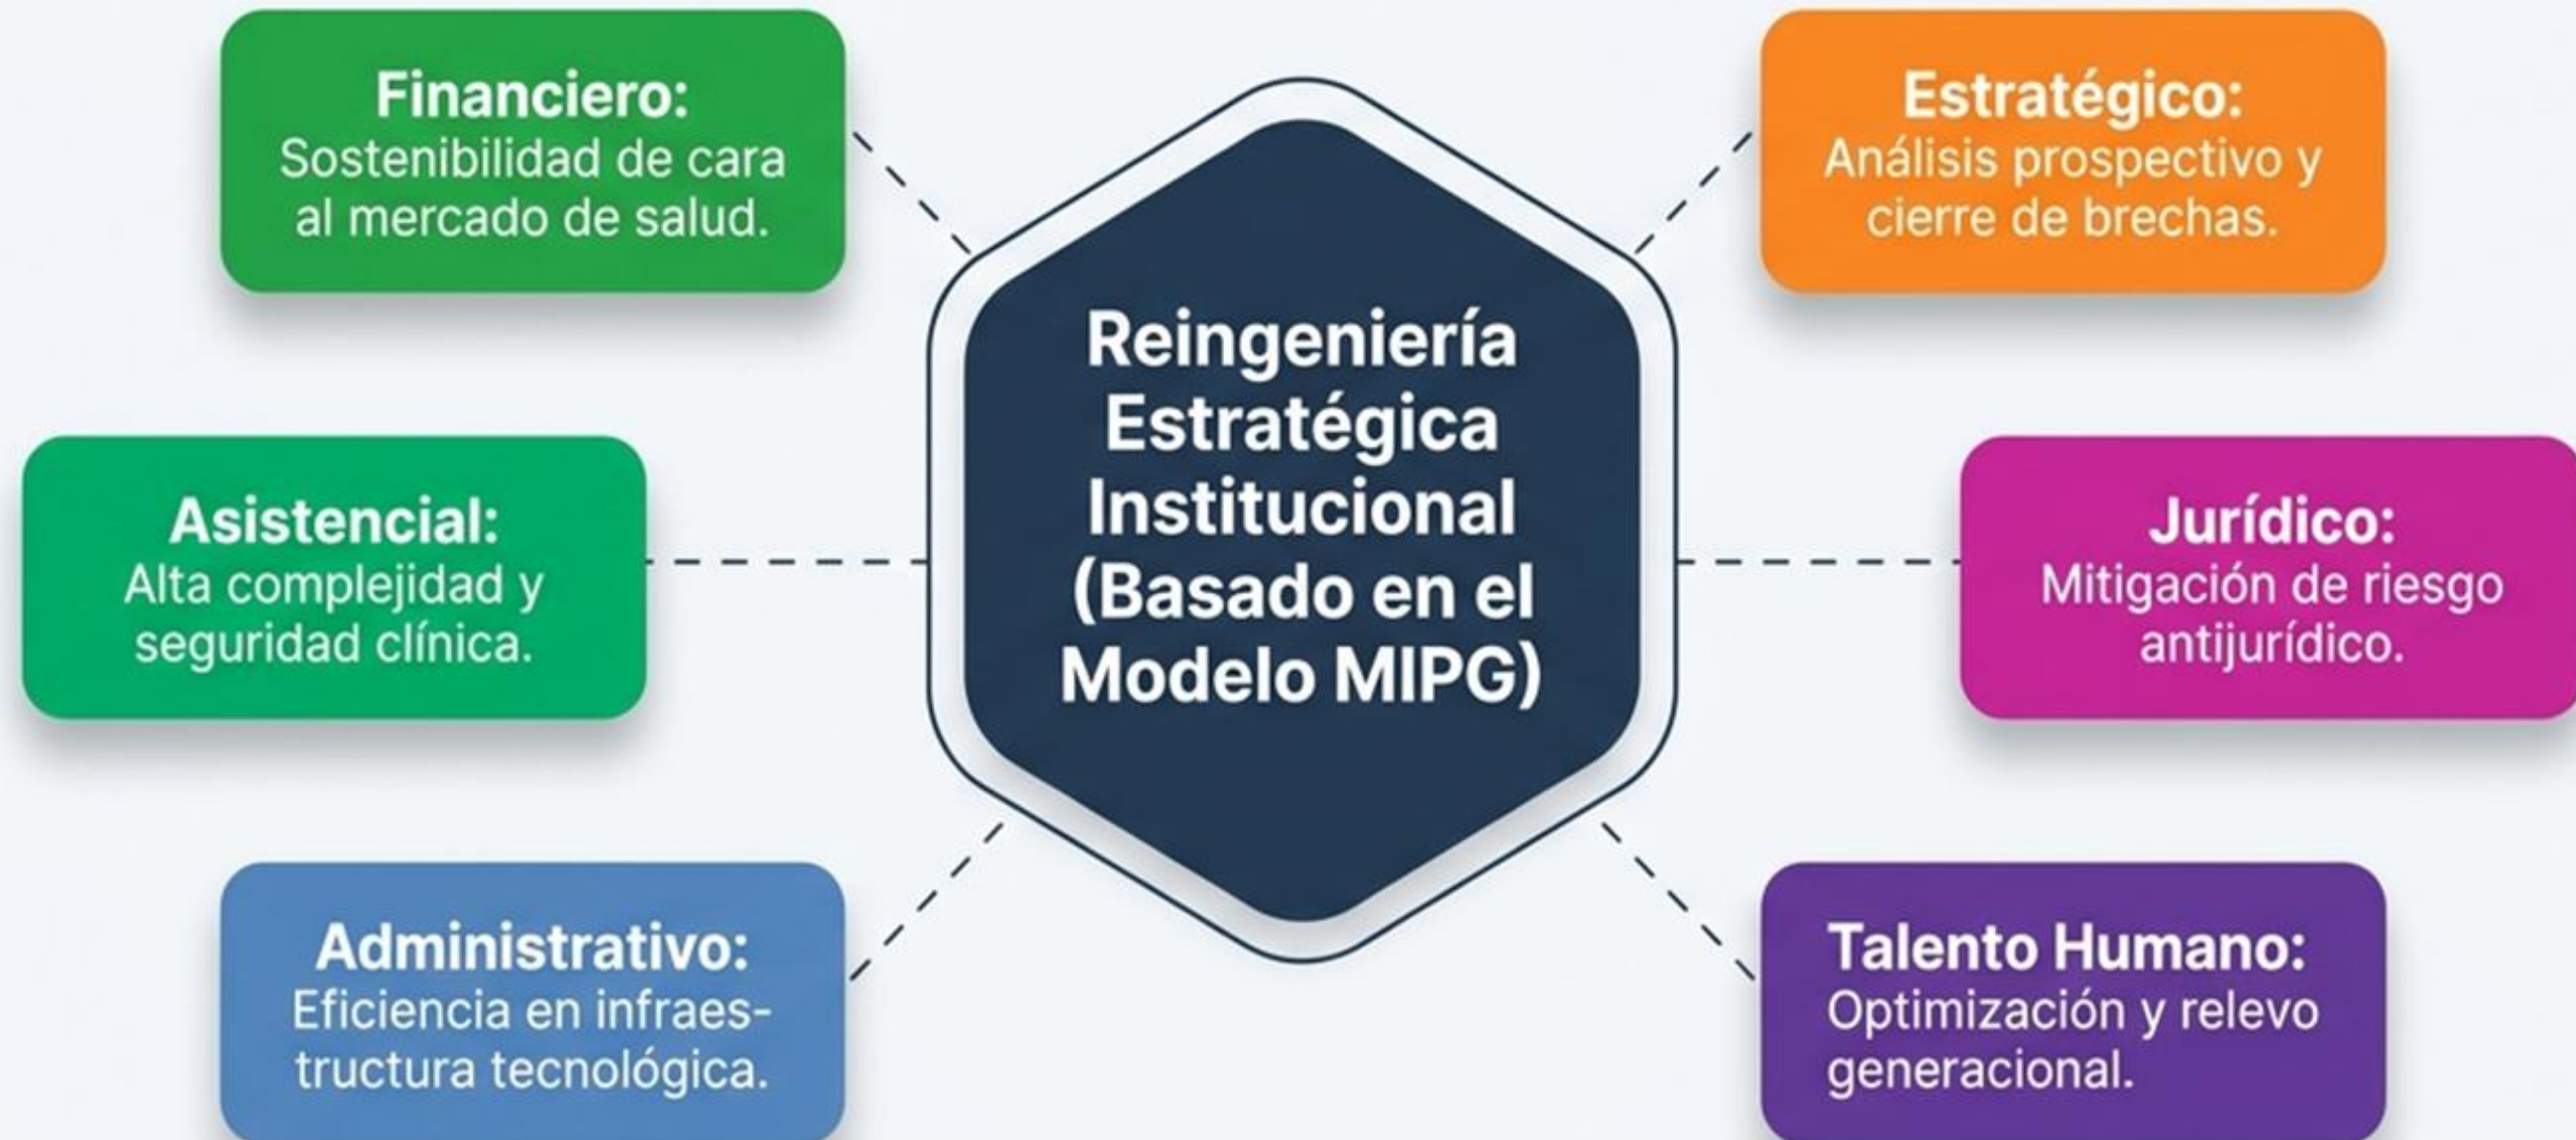 Financiero:
Sostenibilidad de cara
al mercado de salud.
Estratégico:
Análisis prospectivo y
cierre de brechas.
Reingeniería
Estratégica
Institucional
(Basado en el
Modelo MIPG)
Asistencial:
Alta complejidad y
seguridad clínica.
Jurídico:
Mitigación de riesgo
antijurídico.
Administrativo:
Eficiencia en infraes-
tructura tecnológica.
Talento Humano:
Optimización y relevo
generacional.